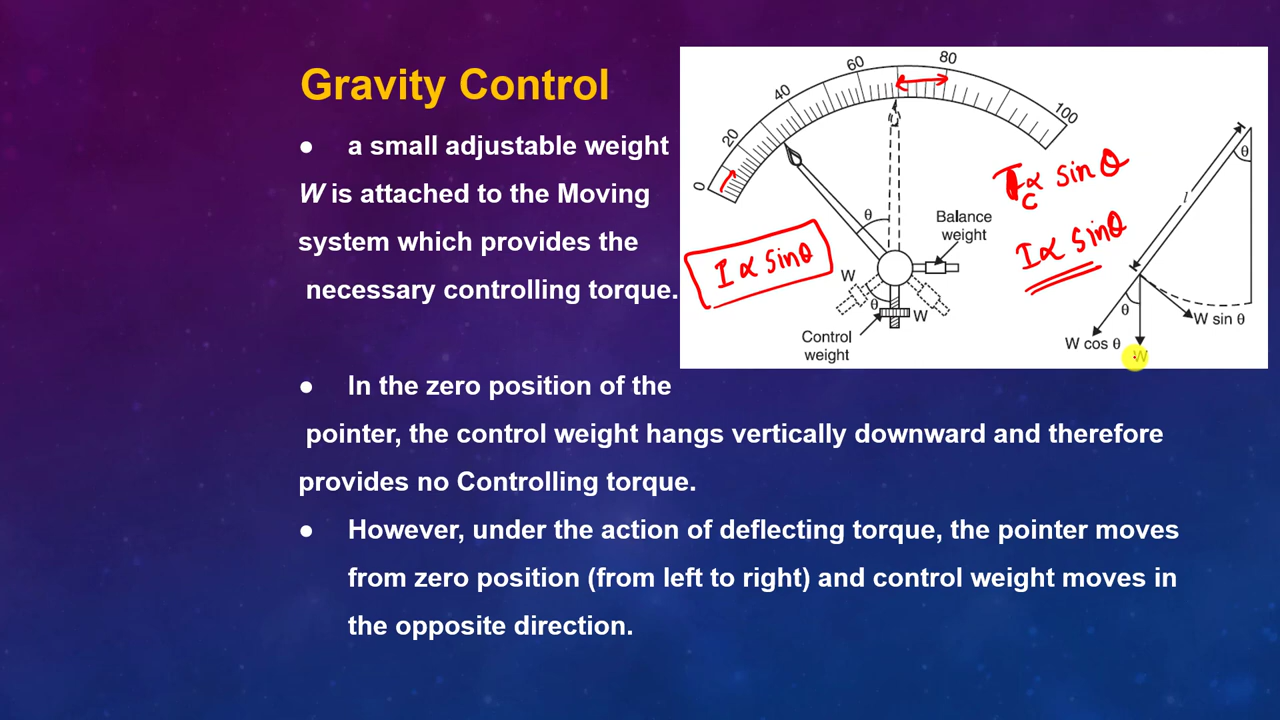 Gravity Control
● a small adjustable weight
W is attached to the Moving
system which provides the
necessary controlling torque.
● In the zero position of the
pointer, the control weight hangs vertically downward and therefore
provides no Controlling torque.
● However, under the action of deflecting torque, the pointer moves
from zero position (from left to right) and control weight moves in
the opposite direction.
0
20
40
60
80
100
θ
Balance
weight
W
θ
W
Control
weight
I α sinθ
Tc α sin θ
I α sinθ
θ
l
θ
W sin θ
W cos θ
W